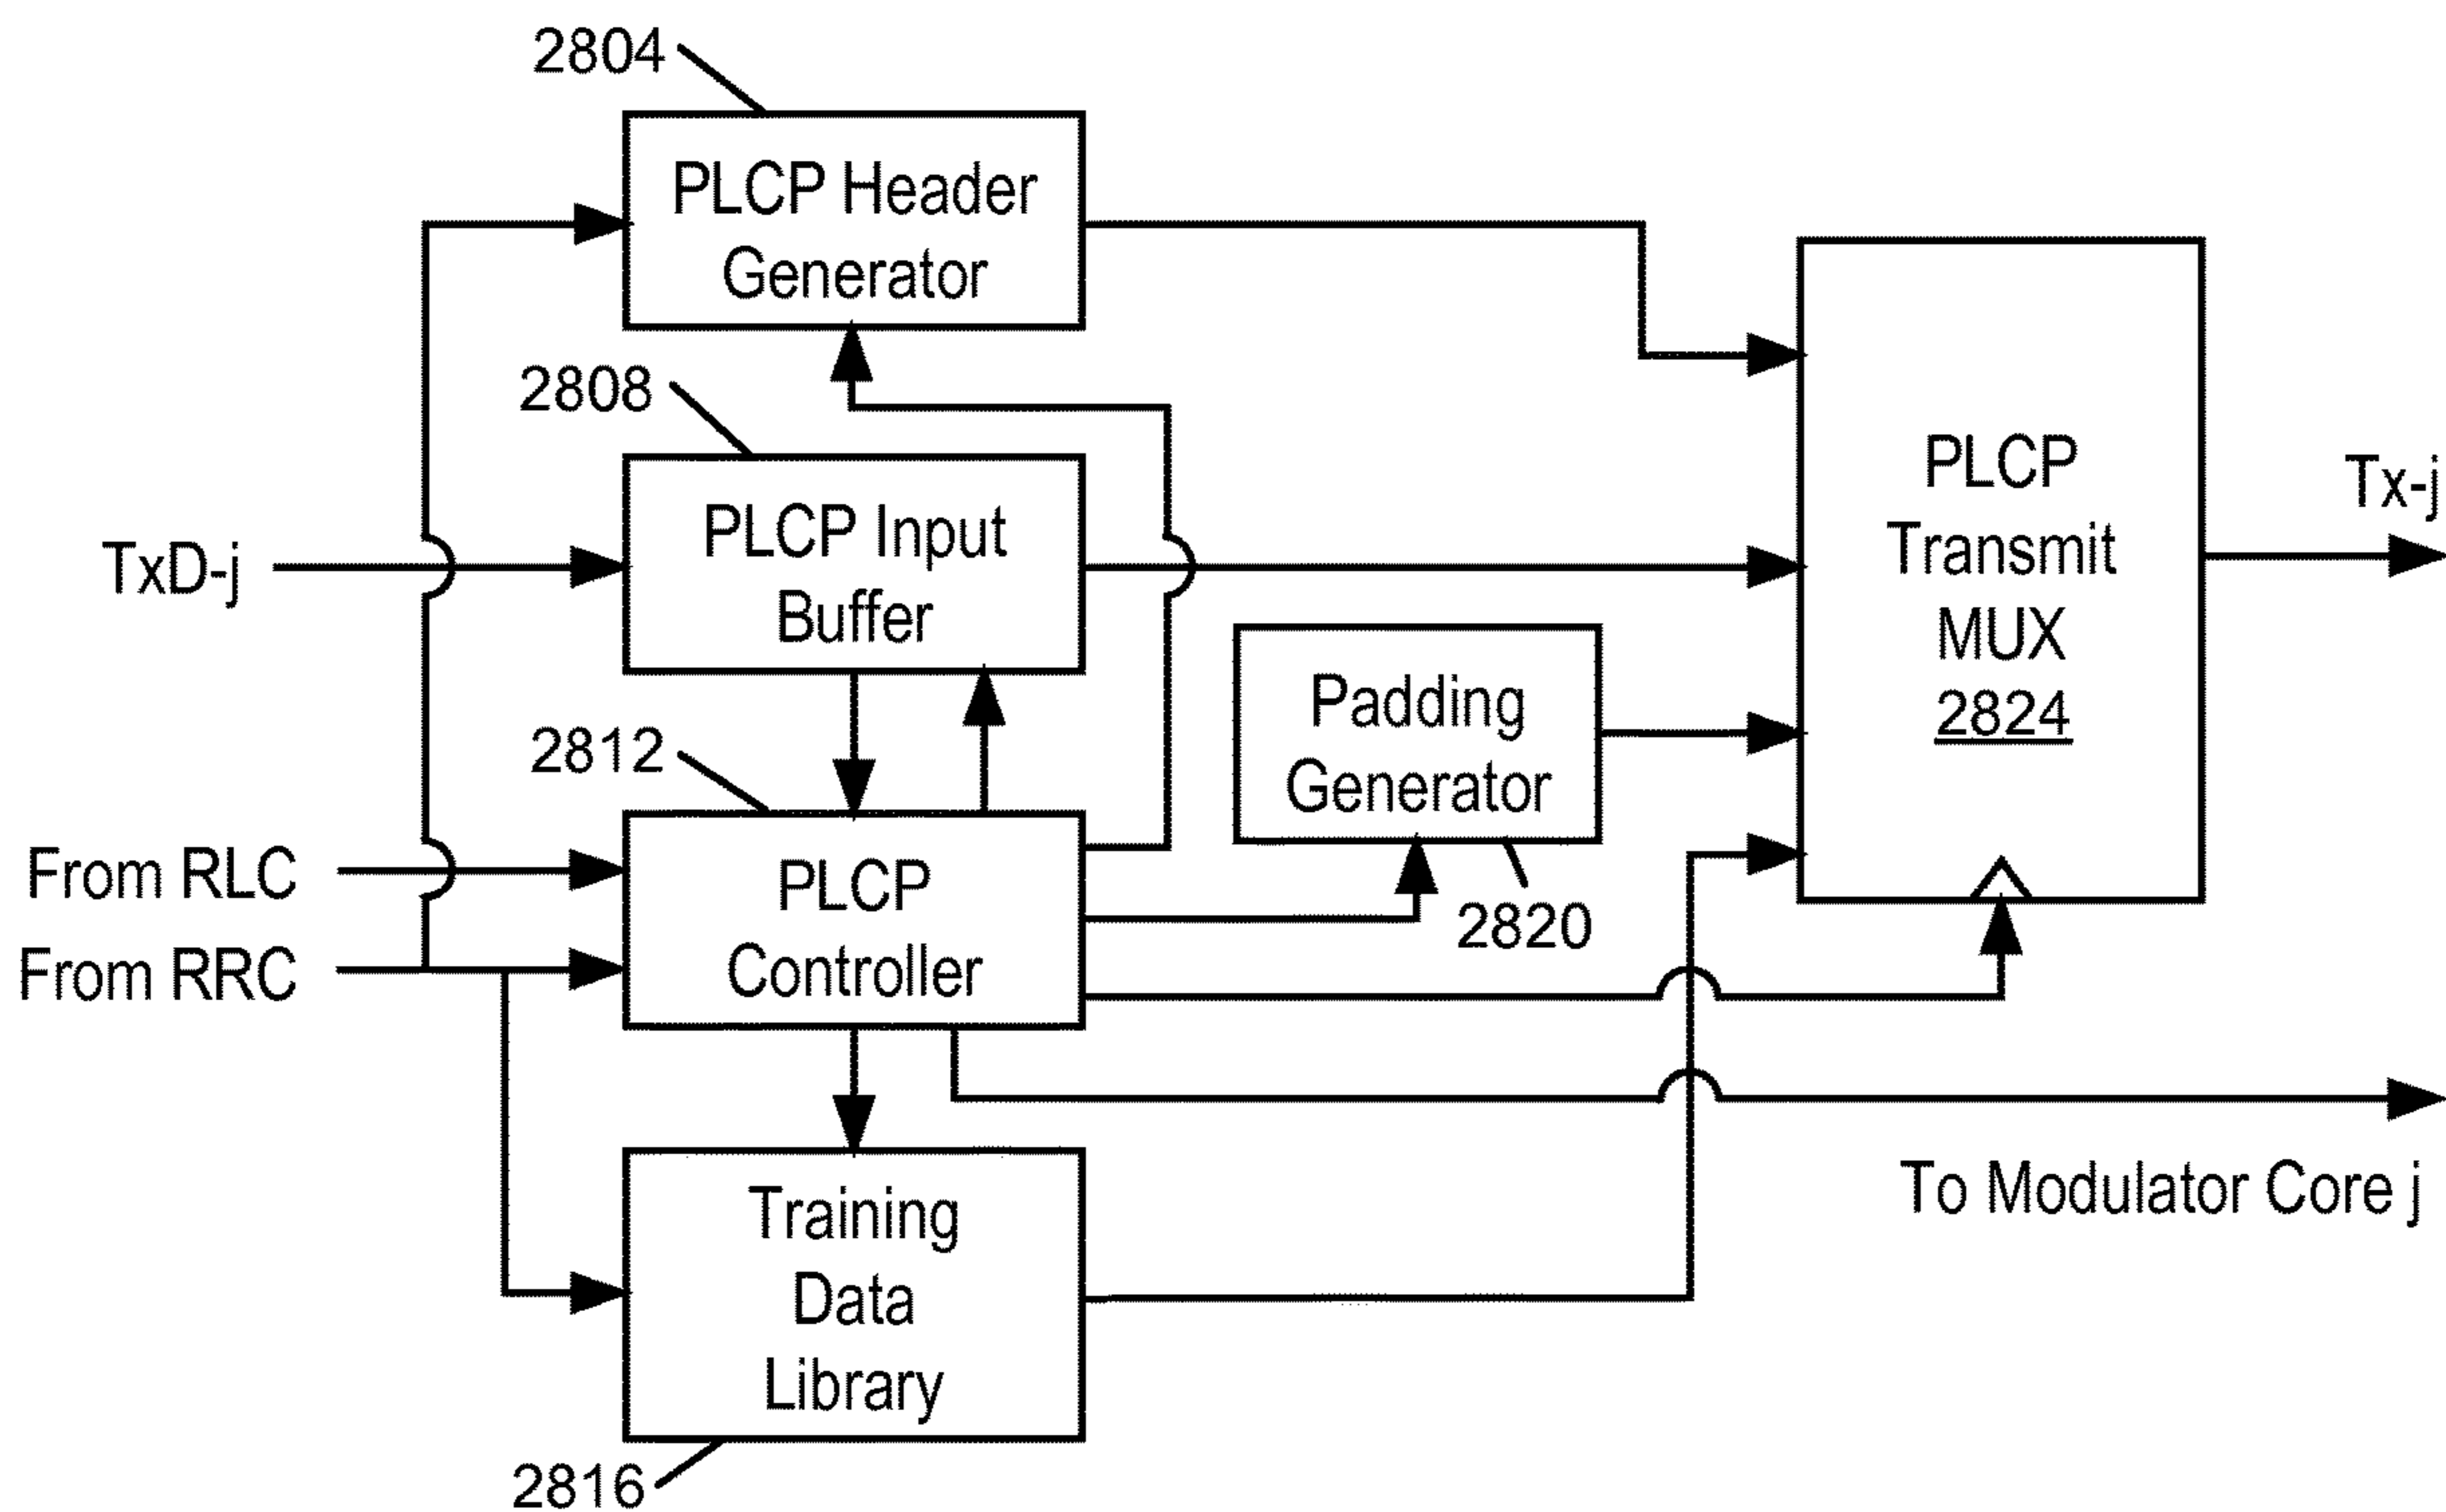 2804
PLCP Header
Generator
2808
PLCP Input
Buffer
TxD-j
2812
From RLC
From RRC
PLCP
Controller
Padding
Generator
2820
PLCP
Transmit
MUX
2824
Tx-j
To Modulator Core j
Training
Data
Library
2816